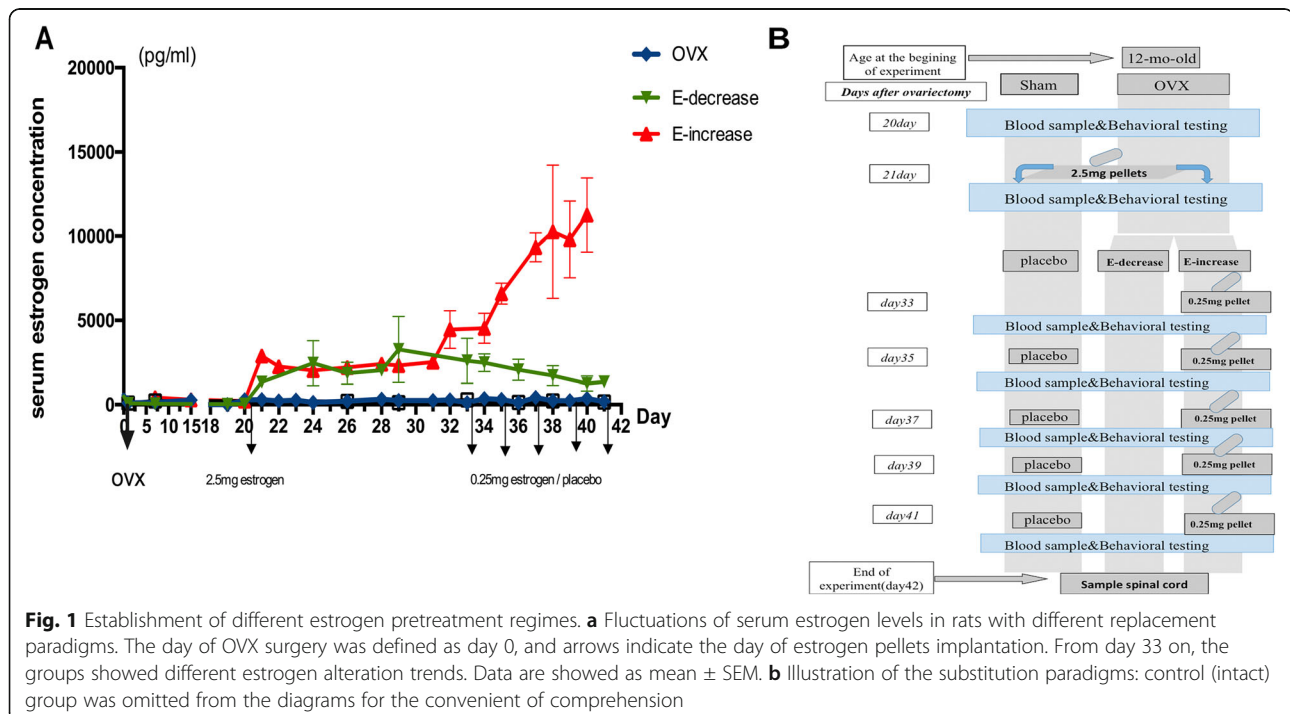 A
(pg/ml)
20000
15000
10000
5000
0
serum estrogen concentration
OVX
E-decrease
E-increase
0 5 10 15 18 20 22 24 26 28 30 32 34 36 38 40 42 Day
OVX
2.5mg estrogen
0.25mg estrogen / placebo
B
Age at the begining
of experiment
12-mo-old
Days after ovariectomy
Sham
OVX
20day
Blood sample&Behavioral testing
21day
2.5mg pellets
Blood sample&Behavioral testing
placebo
E-decrease
E-increase
day33
0.25mg pellet
Blood sample&Behavioral testing
day35
placebo
0.25mg pellet
Blood sample&Behavioral testing
day37
placebo
0.25mg pellet
Blood sample&Behavioral testing
day39
placebo
0.25mg pellet
Blood sample&Behavioral testing
day41
placebo
0.25mg pellet
Blood sample&Behavioral testing
End of
experiment(day42)
Sample spinal cord
Fig. 1 Establishment of different estrogen pretreatment regimes. a Fluctuations of serum estrogen levels in rats with different replacement
paradigms. The day of OVX surgery was defined as day 0, and arrows indicate the day of estrogen pellets implantation. From day 33 on, the
groups showed different estrogen alteration trends. Data are showed as mean ± SEM. b Illustration of the substitution paradigms: control (intact)
group was omitted from the diagrams for the convenient of comprehension